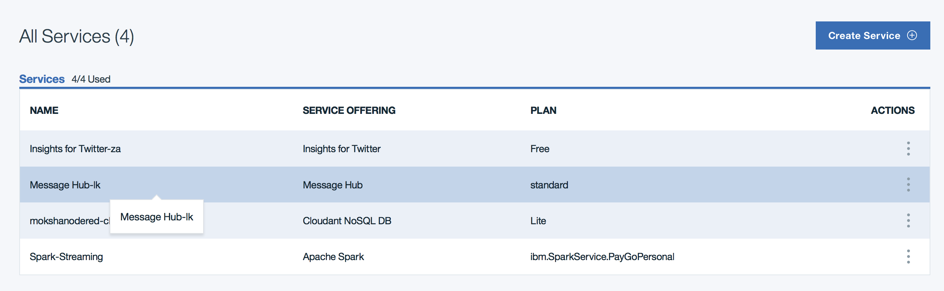 All Services (4)
Create Service
Services 4/4 Used
NAME SERVICE OFFERING PLAN ACTIONS
Insights for Twitter-za Insights for Twitter Free
Message Hub-lk Message Hub standard
Message Hub-lk
Cloudant NoSQL DB Lite
Spark-Streaming Apache Spark ibm.SparkService.PayGoPersonal